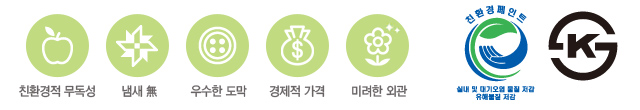 친환경적 무독성
냄새 無
우수한 도막
경제적 가격
미려한 외관
친환경페인트
실내 및 대기오염 물질 저감
유해물질 저감
K